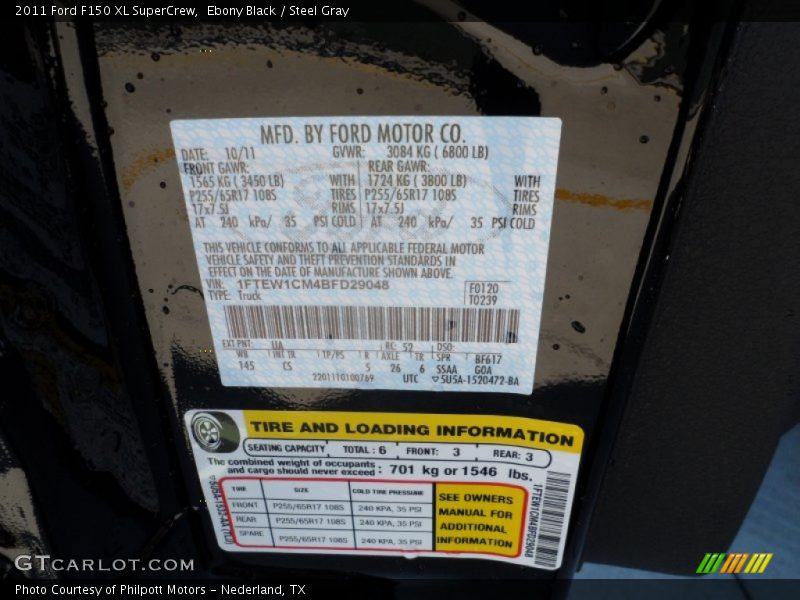 2011 Ford F150 XL SuperCrew, Ebony Black / Steel Gray
MFD. BY FORD MOTOR CO.
DATE: 10/11 GVWR: 3084 KG ( 6800 LB)
FRONT GAWR: REAR GAWR:
1565 KG ( 3450 LB) WITH 1724 KG ( 3800 LB) WITH
P255/65R17 108S TIRES P255/65R17 108S TIRES
17x7.5J RIMS 17x7.5J RIMS
AT 240 kPa/ 35 PSI COLD AT 240 kPa/ 35 PSI COLD
THIS VEHICLE CONFORMS TO ALL APPLICABLE FEDERAL MOTOR
VEHICLE SAFETY AND THEFT PREVENTION STANDARDS IN
EFFECT ON THE DATE OF MANUFACTURE SHOWN ABOVE.
VIN: 1FTEW1CM4BFD29048 F0120
TYPE: Truck T0239
EXT PNT: UA RC: 52 DSO:
WB INT TR TP/PS R AXLE TR SPR BF617
145 CS 5 26 6 SSAA GOA
2201110100769 UTC ▽5U5A-1520472-BA
TIRE AND LOADING INFORMATION
SEATING CAPACITY TOTAL : 6 FRONT: 3 REAR: 3
The combined weight of occupants
and cargo should never exceed : 701 kg or 1546 lbs.
TIRE SIZE COLD TIRE PRESSURE
FRONT P255/65R17 108S 240 KPA, 35 PSI
REAR P255/65R17 108S 240 KPA, 35 PSI
SPARE P255/65R17 108S 240 KPA, 35 PSI
SEE OWNERS
MANUAL FOR
ADDITIONAL
INFORMATION
1FTEW1CM4BFD29048
GTCARLOT.COM
Photo Courtesy of Philpott Motors - Nederland, TX